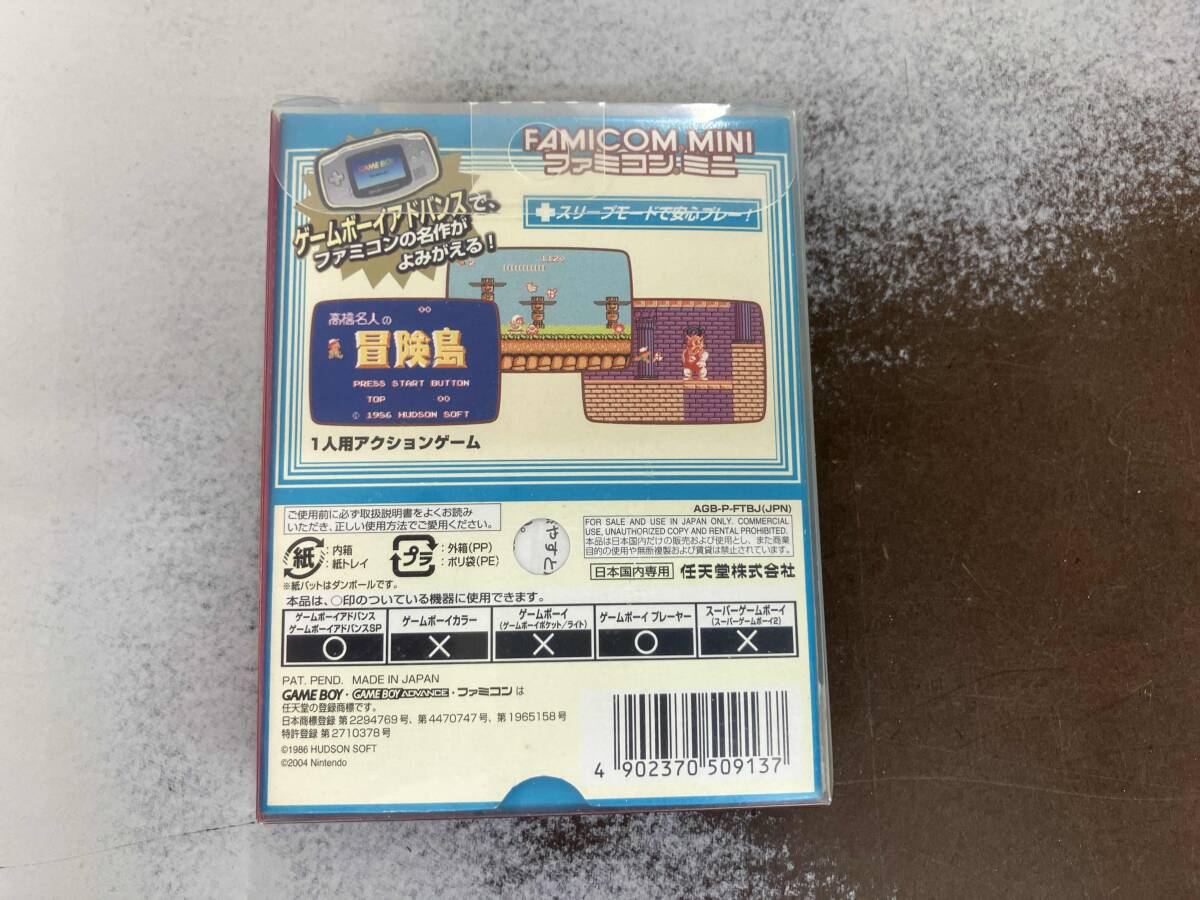 FAMICOM MINI
ファミコン ミニ
GAME BOY
ゲームボーイアドバンスで、
ファミコンの名作が
よみがえる!
スリープモードで安心プレー!
高橋名人の
冒険島
PRESS START BUTTON
TOP 00
© 1986 HUDSON SOFT
1人用アクションゲーム
AGB-P-FTBJ(JPN)
ご使用前に必ず取扱説明書をよくお読み
いただき、正しい使用方法でご愛用ください。
FOR SALE AND USE IN JAPAN ONLY. COMMERCIAL
USE, UNAUTHORIZED COPY AND RENTAL PROHIBITED.
本品は日本国内だけの販売および使用とし、また商業
目的の使用や無断複製および賃貸は禁止されています。
紙 :内箱
:紙トレイ
プラ :外箱(PP)
:ポリ袋(PE)
やすと
日本国内専用 任天堂株式会社
※紙パットはダンボールです。
本品は、○印のついている機器に使用できます。
ゲームボーイアドバンス
ゲームボーイアドバンスSP
○
ゲームボーイカラー
×
ゲームボーイ
(ゲームボーイポケット/ライト)
×
ゲームボーイ プレーヤー
○
スーパーゲームボーイ
(スーパーゲームボーイ2)
×
PAT. PEND. MADE IN JAPAN
GAME BOY・GAME BOY ADVANCE・ファミコン は
任天堂の登録商標です。
日本商標登録 第2294769号、第4470747号、第1965158号
特許登録 第2710378号
©1986 HUDSON SOFT
©2004 Nintendo
4 902370 509137